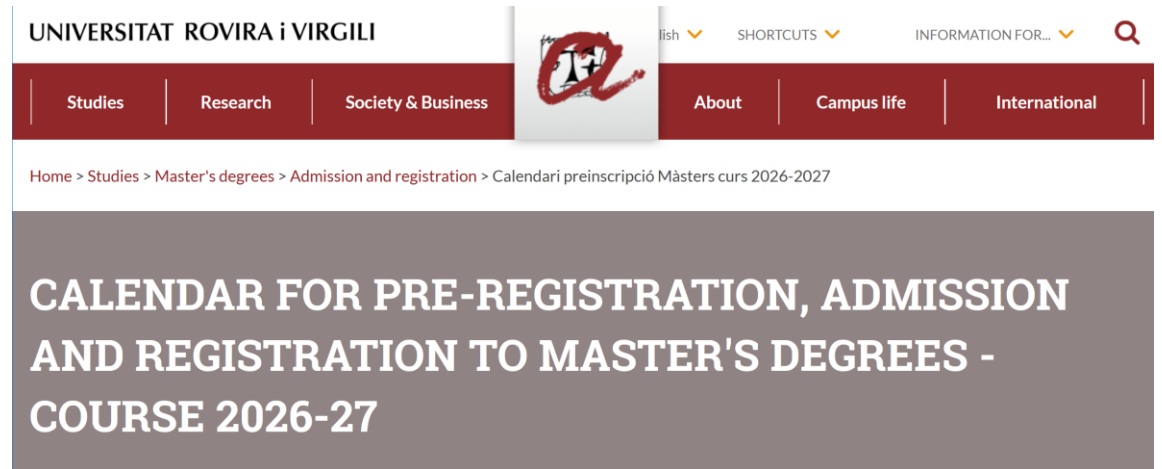 UNIVERSITAT ROVIRA i VIRGILI
lish SHORTCUTS INFORMATION FOR...
Studies Research Society & Business About Campus life International
Home > Studies > Master's degrees > Admission and registration > Calendari preinscripció Màsters curs 2026-2027
CALENDAR FOR PRE-REGISTRATION, ADMISSION
AND REGISTRATION TO MASTER'S DEGREES -
COURSE 2026-27